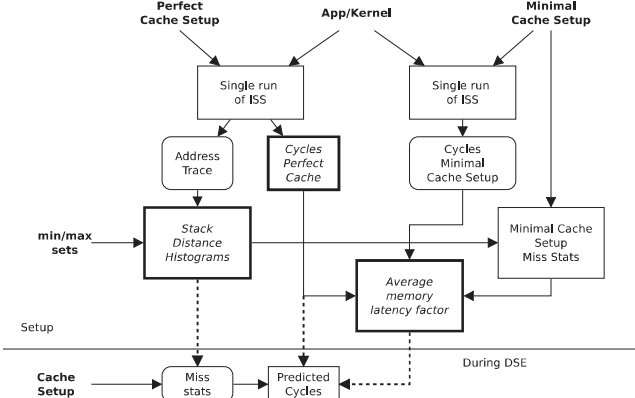 Perfect
Cache Setup
App/Kernel
Minimal
Cache Setup
Single run
of ISS
Single run
of ISS
Address
Trace
Cycles
Perfect
Cache
Cycles
Minimal
Cache Setup
min/max
sets
Stack
Distance
Histograms
Minimal Cache
Setup
Miss Stats
Average
memory
latency factor
Setup
During DSE
Cache
Setup
Miss
stats
Predicted
Cycles